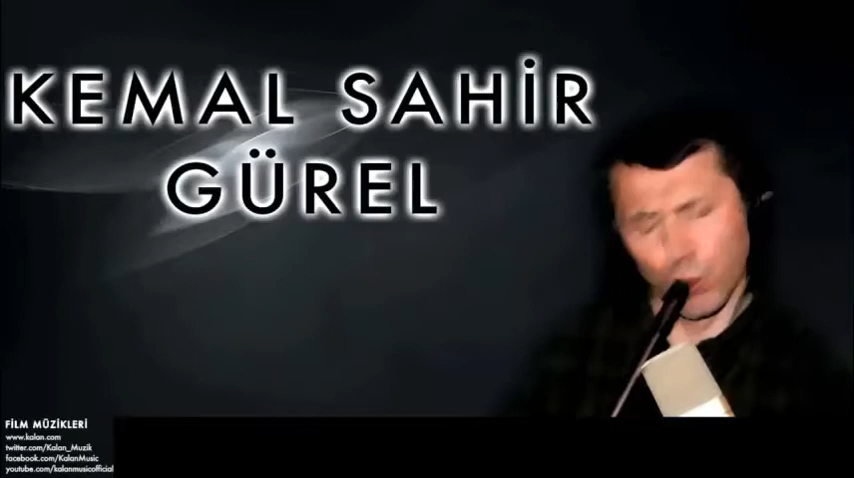 KEMAL SAHİR
GÜREL
FİLM MÜZİKLERİ
www.kalan.com
twitter.com/Kalan_Muzik
facebook.com/KalanMusic
youtube.com/kalanmusicofficial